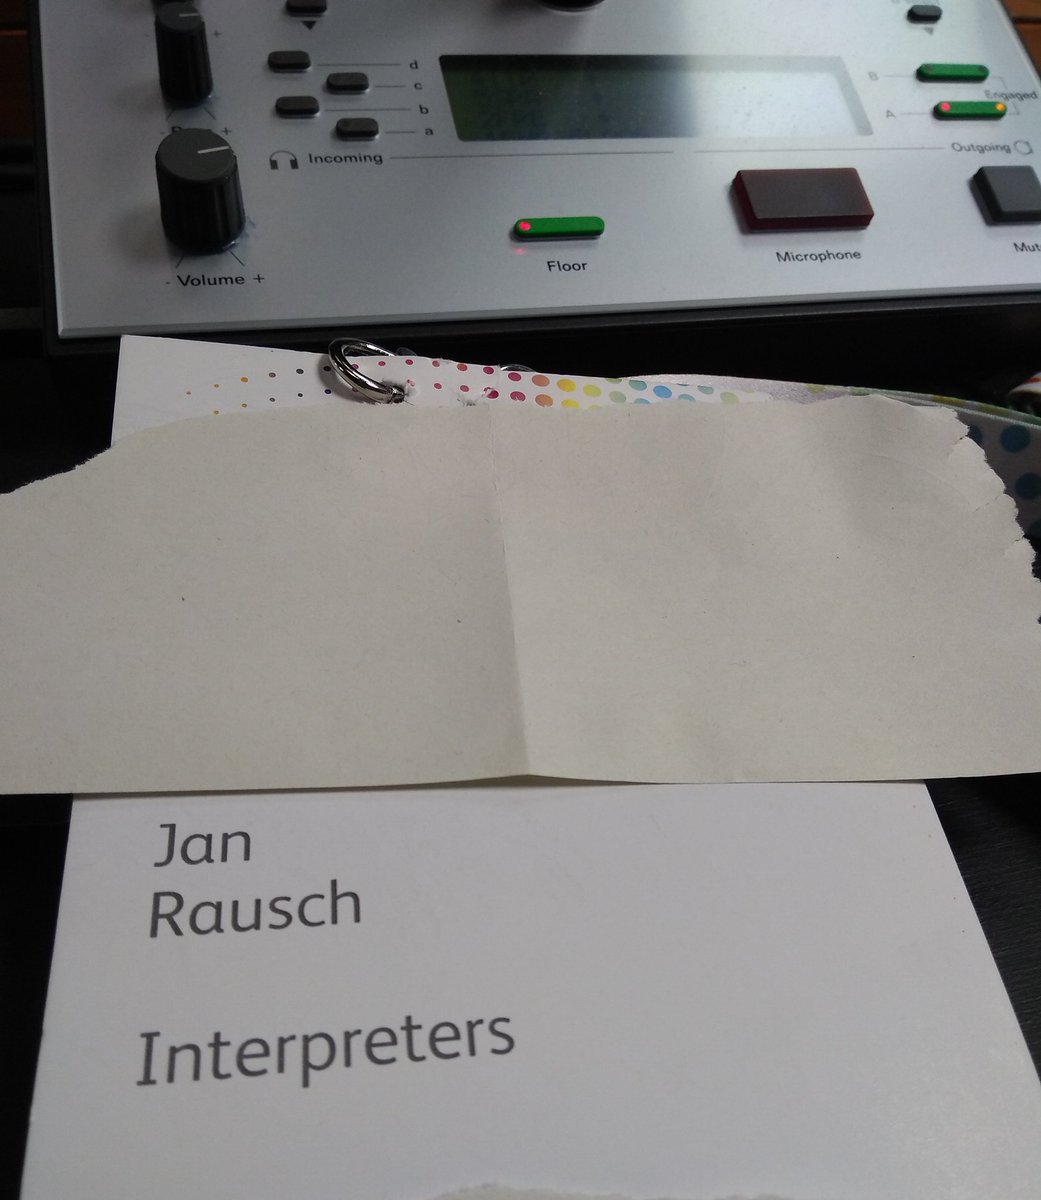 d
c
b
a
B
Engaged
A
Incoming
Outgoing
- +
- Volume +
Floor
Microphone
Jan
Rausch
Interpreters